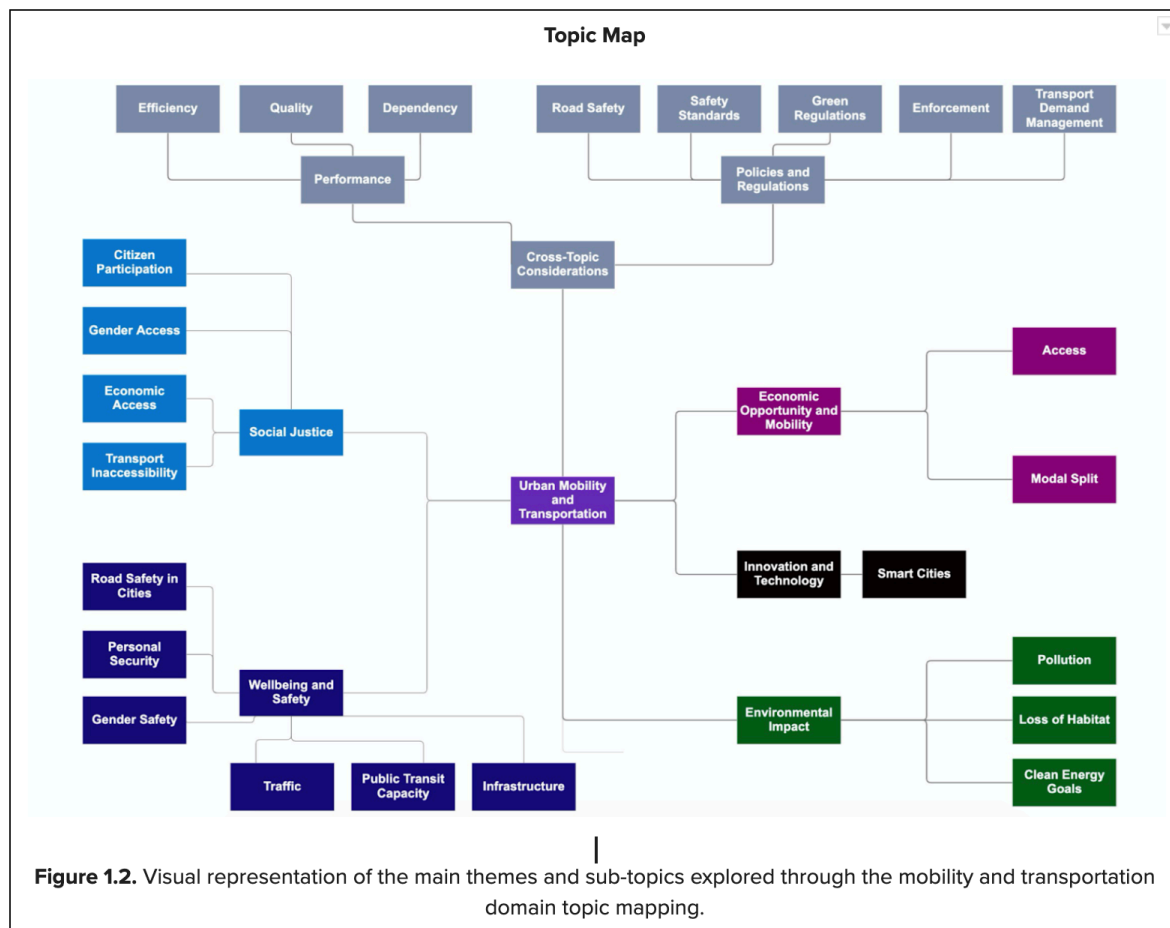 Topic Map
Efficiency
Quality
Dependency
Road Safety
Safety
Standards
Green
Regulations
Enforcement
Transport
Demand
Management
Performance
Policies and
Regulations
Cross-Topic
Considerations
Citizen
Participation
Gender Access
Economic
Access
Transport
Inaccessibility
Social Justice
Urban Mobility
and
Transportation
Economic
Opportunity and
Mobility
Access
Modal Split
Innovation and
Technology
Smart Cities
Road Safety in
Cities
Personal
Security
Gender Safety
Wellbeing and
Safety
Traffic
Public Transit
Capacity
Infrastructure
Environmental
Impact
Pollution
Loss of Habitat
Clean Energy
Goals
Figure 1.2. Visual representation of the main themes and sub-topics explored through the mobility and transportation
domain topic mapping.